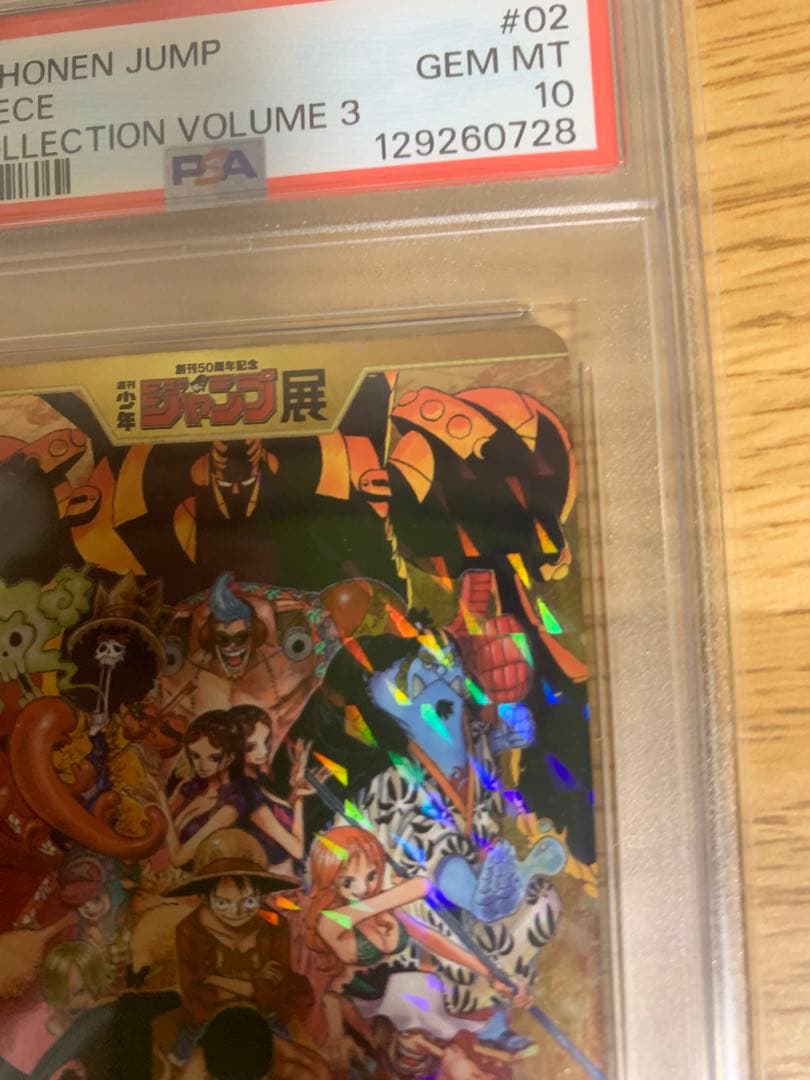 #02
HONEN JUMP
GEM MT
ECE
10
LLECTION VOLUME 3
129260728
PSA
創刊50周年記念
週刊
少年
ジャンプ展